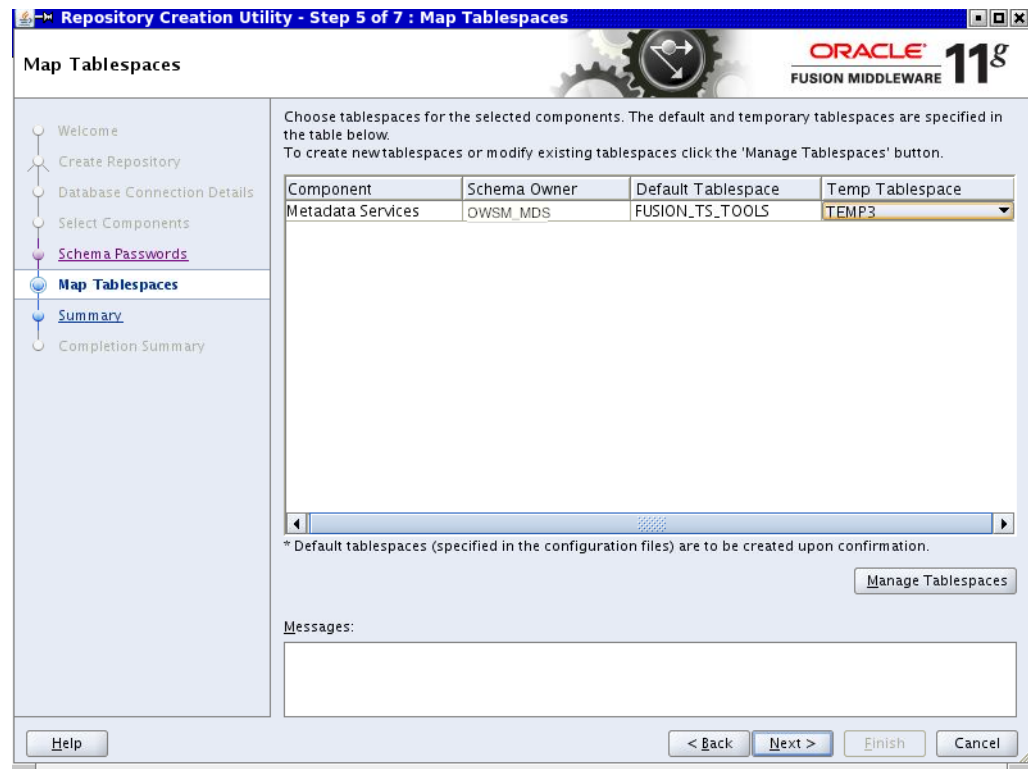 Repository Creation Utility - Step 5 of 7 : Map Tablespaces
Map Tablespaces
ORACLE
FUSION MIDDLEWARE
11g
Welcome
Create Repository
Database Connection Details
Select Components
Schema Passwords
Map Tablespaces
Summary
Completion Summary
Choose tablespaces for the selected components. The default and temporary tablespaces are specified in
the table below.
To create new tablespaces or modify existing tablespaces click the 'Manage Tablespaces' button.
Component Schema Owner Default Tablespace Temp Tablespace
Metadata Services OWSM_MDS FUSION_TS_TOOLS TEMP3
* Default tablespaces (specified in the configuration files) are to be created upon confirmation.
Manage Tablespaces
Messages:
Help < Back Next > Finish Cancel